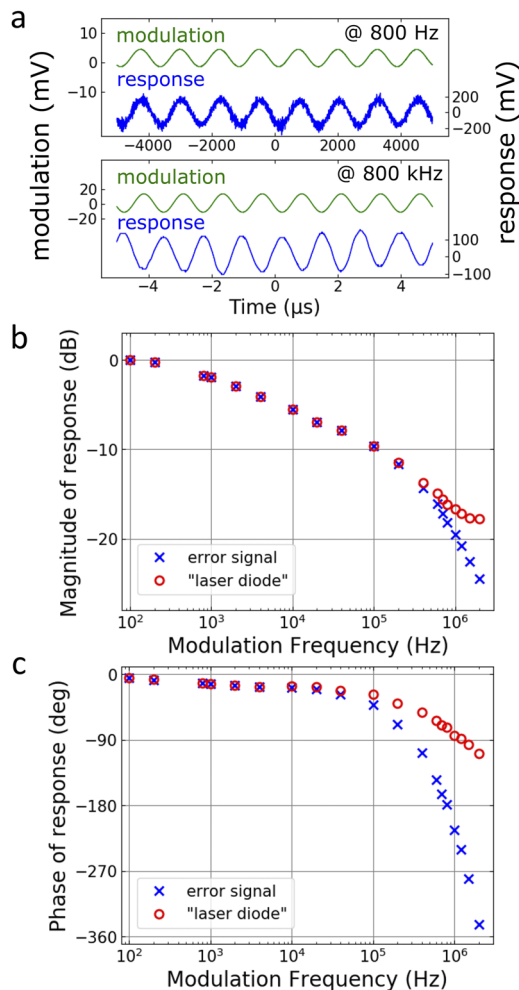 a
modulation (mV)
response (mV)
15
0
−10
modulation
@ 800 Hz
response
200
0
−200
−4000 −2000 0 2000 4000
20
0
−20
modulation
@ 800 kHz
response
100
0
−100
−4 −2 0 2 4
Time (μs)
b
Magnitude of response (dB)
0
−10
−20
error signal
"laser diode"
10² 10³ 10⁴ 10⁵ 10⁶
Modulation Frequency (Hz)
c
Phase of response (deg)
0
−90
−180
−270
−360
error signal
"laser diode"
10² 10³ 10⁴ 10⁵ 10⁶
Modulation Frequency (Hz)